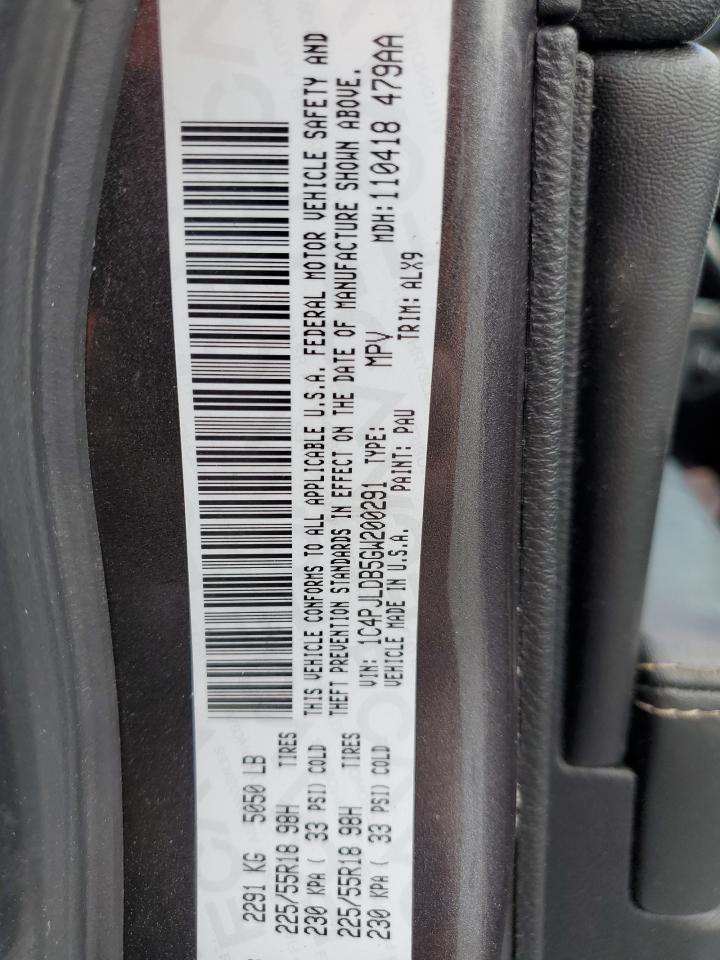 2291 KG 5050 LB
225/55R18 98H TIRES
230 KPA ( 33 PSI) COLD
225/55R18 98H TIRES
230 KPA ( 33 PSI) COLD
THIS VEHICLE CONFORMS TO ALL APPLICABLE U.S.A. FEDERAL MOTOR VEHICLE SAFETY AND
THEFT PREVENTION STANDARDS IN EFFECT ON THE DATE OF MANUFACTURE SHOWN ABOVE.
VIN: 1C4PJLDB5GW200291 TYPE: MPV MDH: 110418 479AA
VEHICLE MADE IN U.S.A. PAINT: PAU TRIM: ALX9